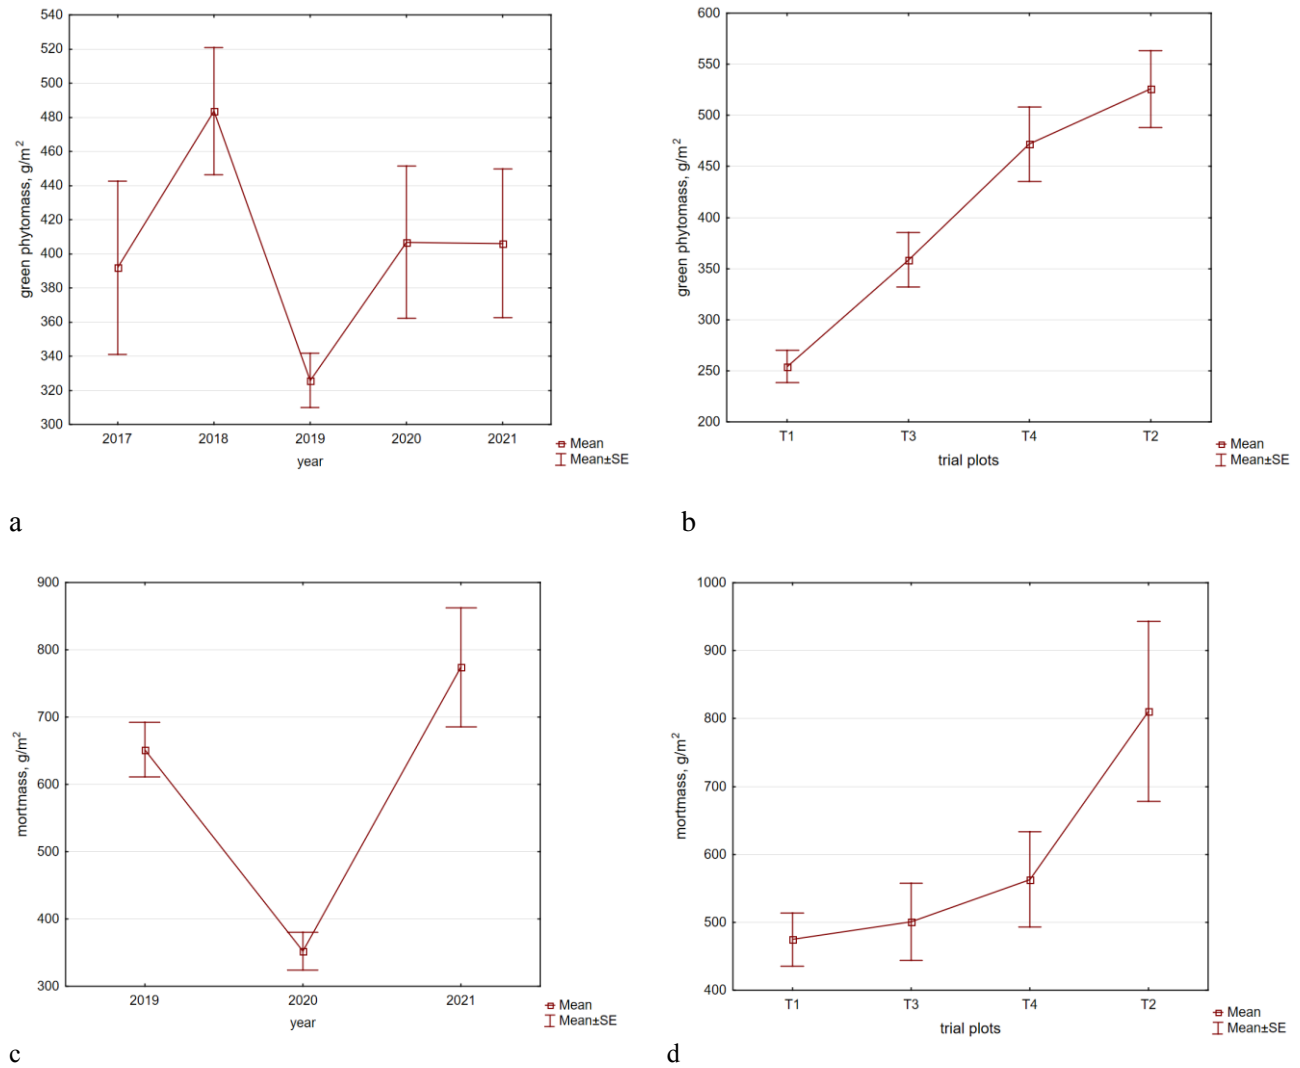 540
520
500
480
460
440
420
400
380
360
340
320
300
green phytomass, g/m²
2017 2018 2019 2020 2021
year
Mean
Mean±SE
a
600
550
500
450
400
350
300
250
200
green phytomass, g/m²
T1 T3 T4 T2
trial plots
Mean
Mean±SE
b
900
800
700
600
500
400
300
mortmass, g/m²
2019 2020 2021
year
Mean
Mean±SE
c
1000
900
800
700
600
500
400
mortmass, g/m²
T1 T3 T4 T2
trial plots
Mean
Mean±SE
d